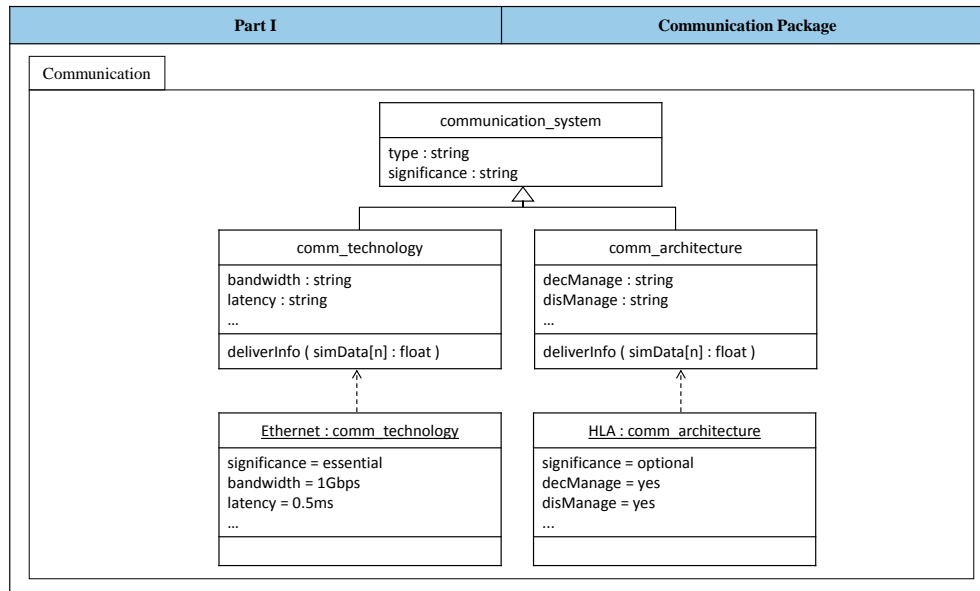 Part I
Communication Package
Communication
communication_system
type : string
significance : string
comm_technology
bandwidth : string
latency : string
…
deliverInfo ( simData[n] : float )
comm_architecture
decManage : string
disManage : string
…
deliverInfo ( simData[n] : float )
Ethernet : comm_technology
significance = essential
bandwidth = 1Gbps
latency = 0.5ms
…
HLA : comm_architecture
significance = optional
decManage = yes
disManage = yes
...